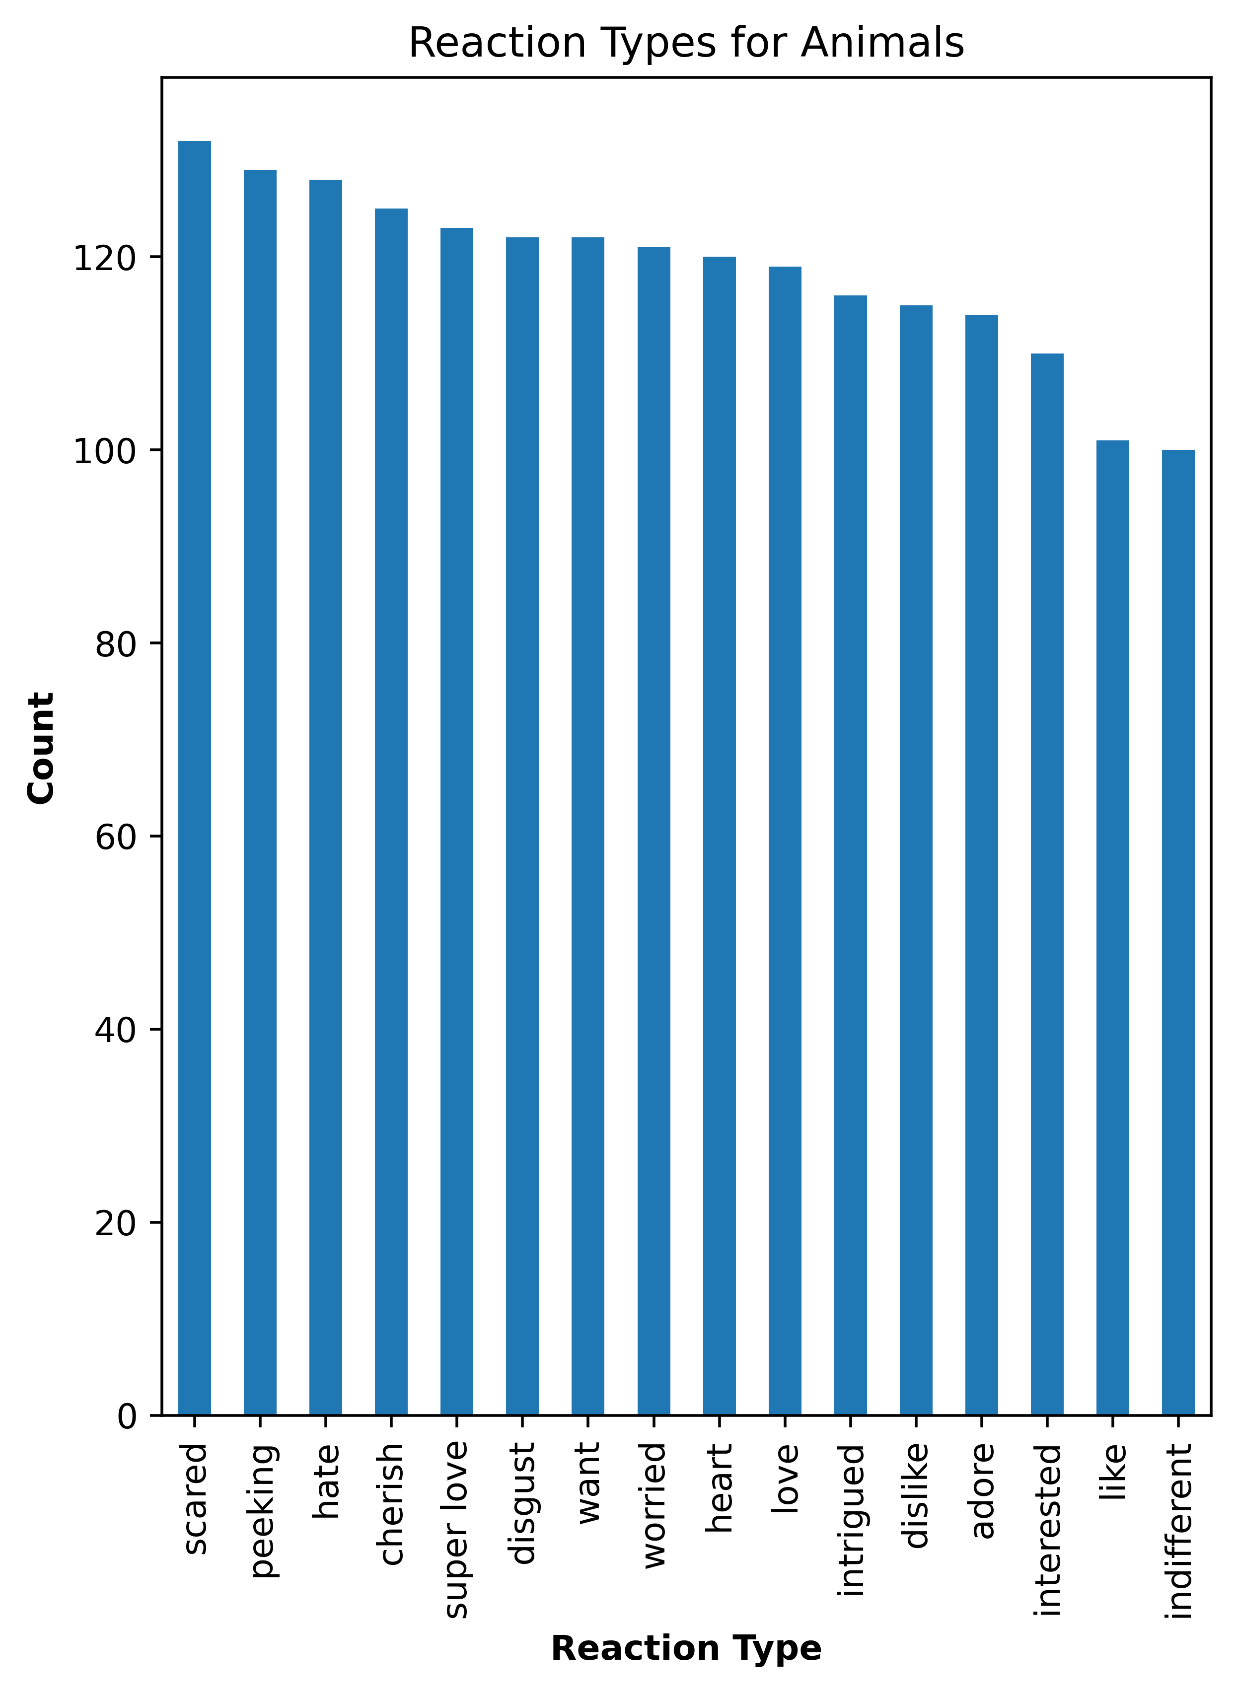 Reaction Types for Animals
120
100
80
60
40
20
0
Count
scared
peeking
hate
cherish
super love
disgust
want
worried
heart
love
intrigued
dislike
adore
interested
like
indifferent
Reaction Type